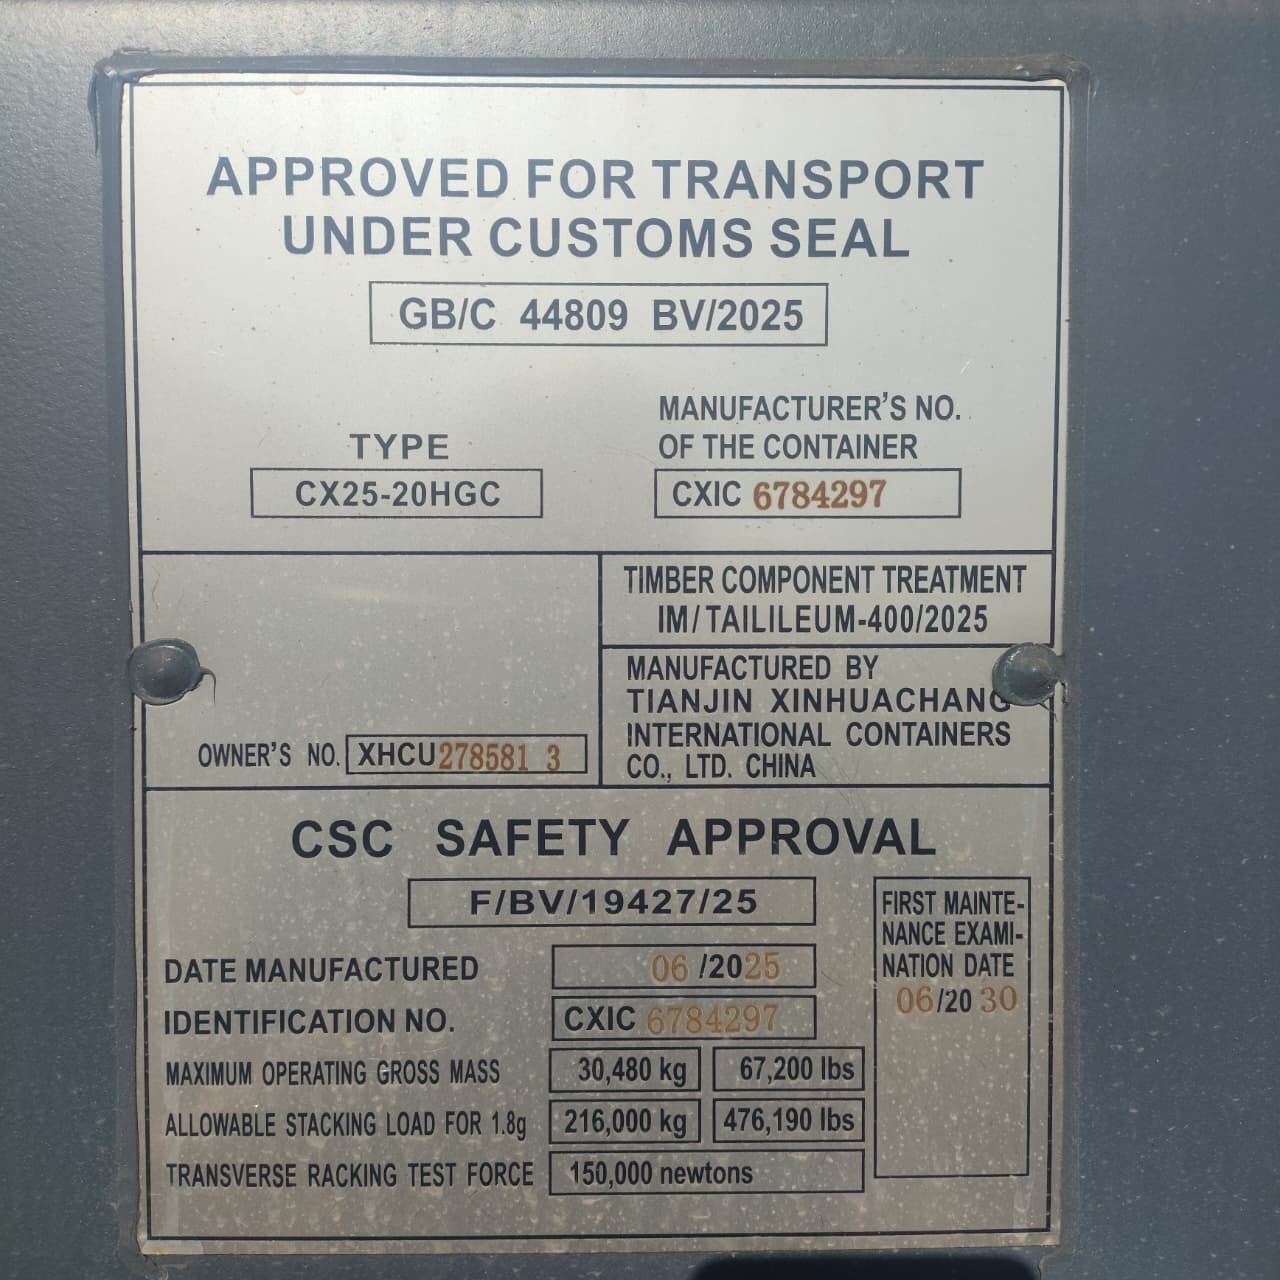 APPROVED FOR TRANSPORT
UNDER CUSTOMS SEAL
GB/C 44809 BV/2025
TYPE
CX25-20HGC
MANUFACTURER'S NO.
OF THE CONTAINER
CXIC 6784297
TIMBER COMPONENT TREATMENT
IM/TAILILEUM-400/2025
MANUFACTURED BY
TIANJIN XINHUACHANG
INTERNATIONAL CONTAINERS
CO., LTD. CHINA
OWNER'S NO. XHCU 278581 3
CSC SAFETY APPROVAL
F/BV/19427/25
DATE MANUFACTURED 06/2025
IDENTIFICATION NO. CXIC 6784297
MAXIMUM OPERATING GROSS MASS 30,480 kg 67,200 lbs
ALLOWABLE STACKING LOAD FOR 1.8g 216,000 kg 476,190 lbs
TRANSVERSE RACKING TEST FORCE 150,000 newtons
FIRST MAINTE-
NANCE EXAMI-
NATION DATE
06/20 30